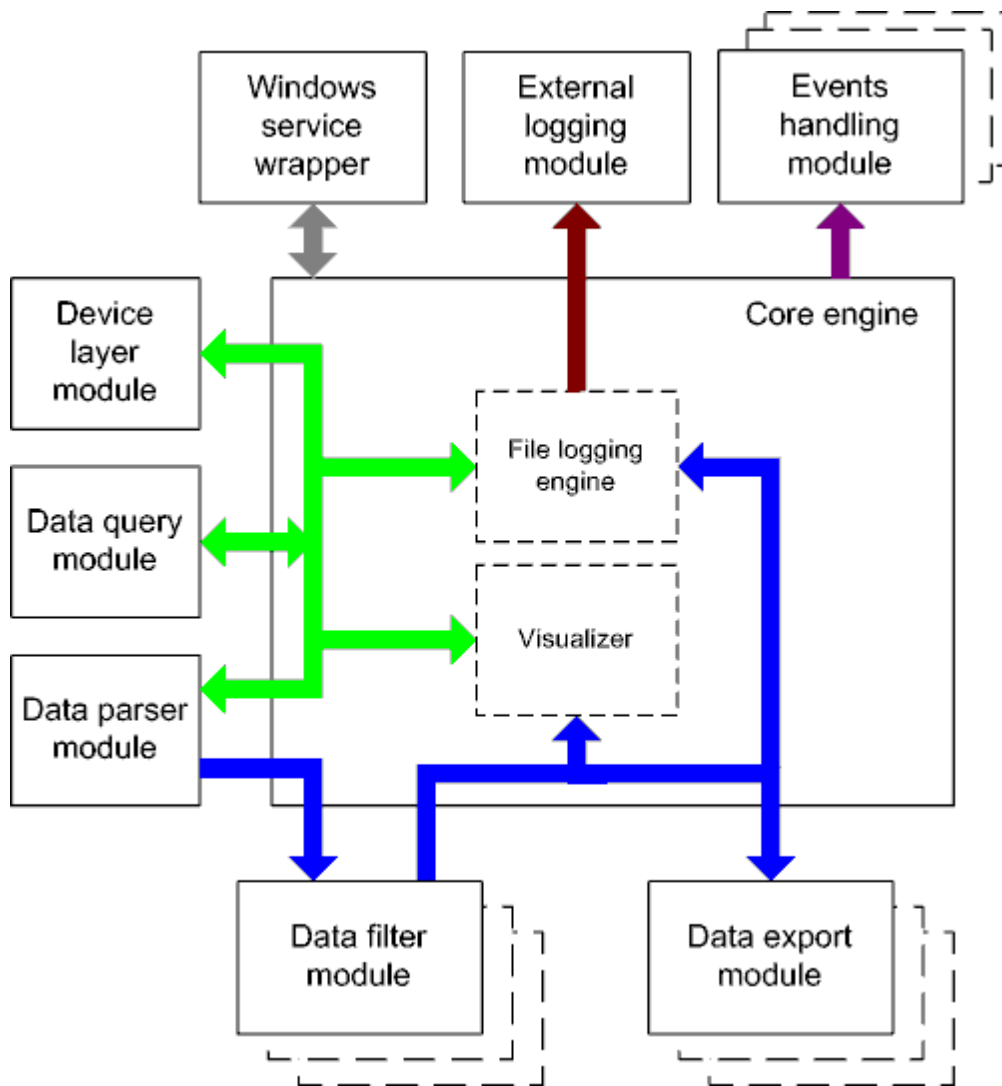 Windows
service
wrapper
External
logging
module
Events
handling
module
Core engine
Device
layer
module
File logging
engine
Data query
module
Visualizer
Data parser
module
Data filter
module
Data export
module